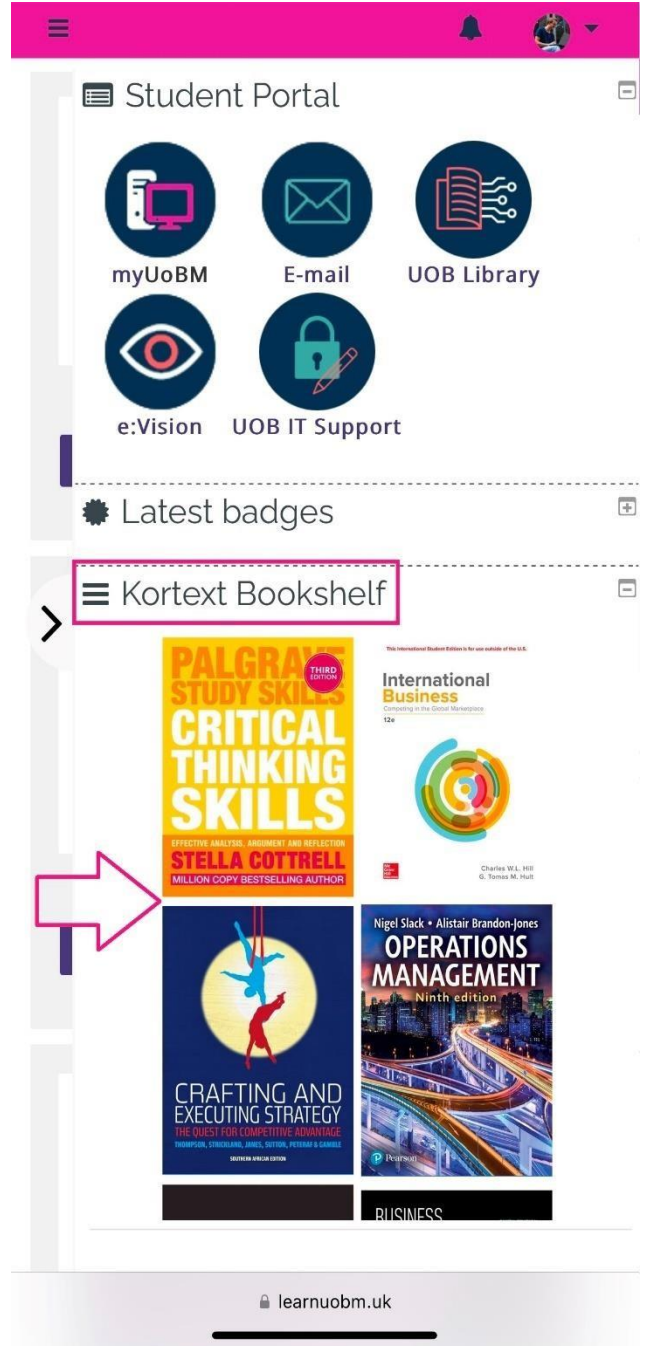 Student Portal
myUoBM
E-mail
UOB Library
e:Vision
UOB IT Support
Latest badges
Kortext Bookshelf
PALGRAVE
STUDY SKILLS
THIRD
EDITION
CRITICAL
THINKING
SKILLS
EFFECTIVE ANALYSIS, ARGUMENT AND REFLECTION
STELLA COTTRELL
MILLION COPY BESTSELLING AUTHOR
This International Student Edition is for use outside of the U.S.
International
Business
Competing in the Global Marketplace
12e
Charles W.L. Hill
G. Tomas M. Hult
CRAFTING AND
EXECUTING STRATEGY
THE QUEST FOR COMPETITIVE ADVANTAGE
THOMPSON, STRICKLAND, JANES, SUTTON, PETERAF & GAMBLE
SOUTHERN AFRICAN EDITION
Nigel Slack • Alistair Brandon-Jones
OPERATIONS
MANAGEMENT
Ninth edition
Pearson
BUSINESS
learnuobm.uk